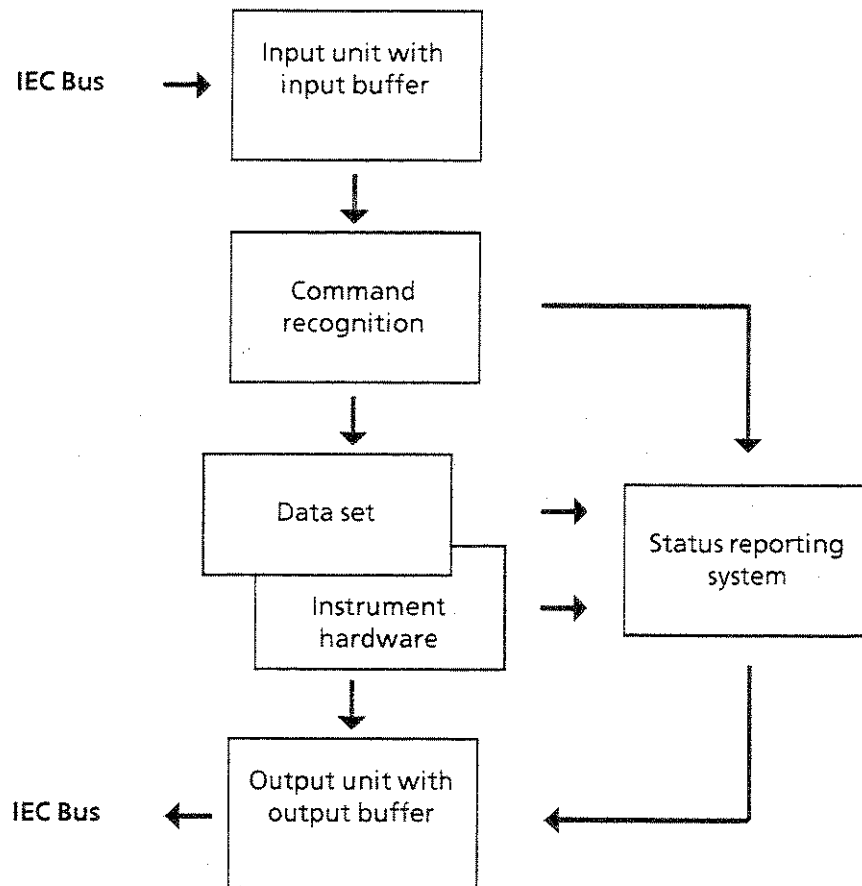 Input unit with
input buffer
IEC Bus
Command
recognition
Data set
Status reporting
system
Instrument
hardware
Output unit with
output buffer
IEC Bus